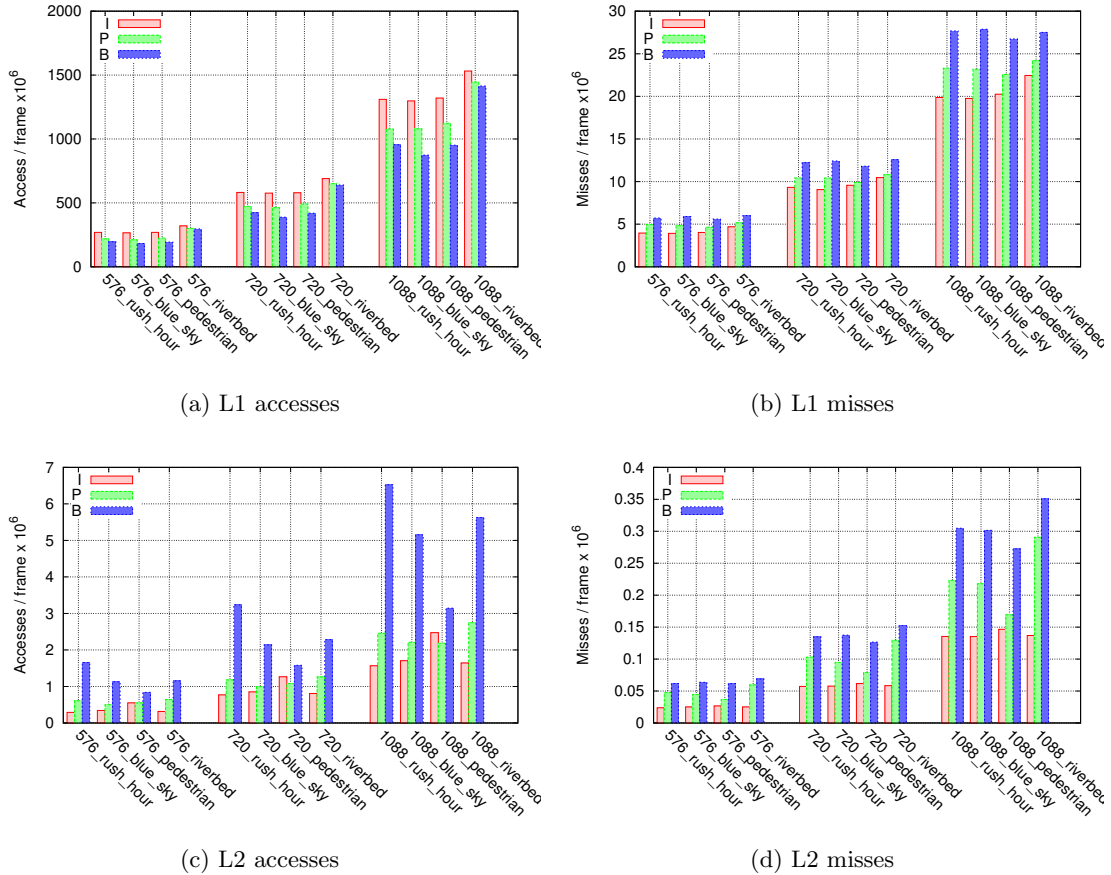 2000
1500
1000
500
0
Access / frame x10^6
I
P
B
576_rush_hour
576_blue_sky
576_pedestrian
576_riverbed
720_rush_hour
720_blue_sky
720_pedestrian
720_riverbed
1088_rush_hour
1088_blue_sky
1088_pedestrian
1088_riverbed
(a) L1 accesses
30
25
20
15
10
5
0
Misses / frame x10^6
I
P
B
576_rush_hour
576_blue_sky
576_pedestrian
576_riverbed
720_rush_hour
720_blue_sky
720_pedestrian
720_riverbed
1088_rush_hour
1088_blue_sky
1088_pedestrian
1088_riverbed
(b) L1 misses
7
6
5
4
3
2
1
0
Accesses / frame x 10^6
I
P
B
576_rush_hour
576_blue_sky
576_pedestrian
576_riverbed
720_rush_hour
720_blue_sky
720_pedestrian
720_riverbed
1088_rush_hour
1088_blue_sky
1088_pedestrian
1088_riverbed
(c) L2 accesses
0.4
0.35
0.3
0.25
0.2
0.15
0.1
0.05
0
Misses / frame x 10^6
I
P
B
576_rush_hour
576_blue_sky
576_pedestrian
576_riverbed
720_rush_hour
720_blue_sky
720_pedestrian
720_riverbed
1088_rush_hour
1088_blue_sky
1088_pedestrian
1088_riverbed
(d) L2 misses